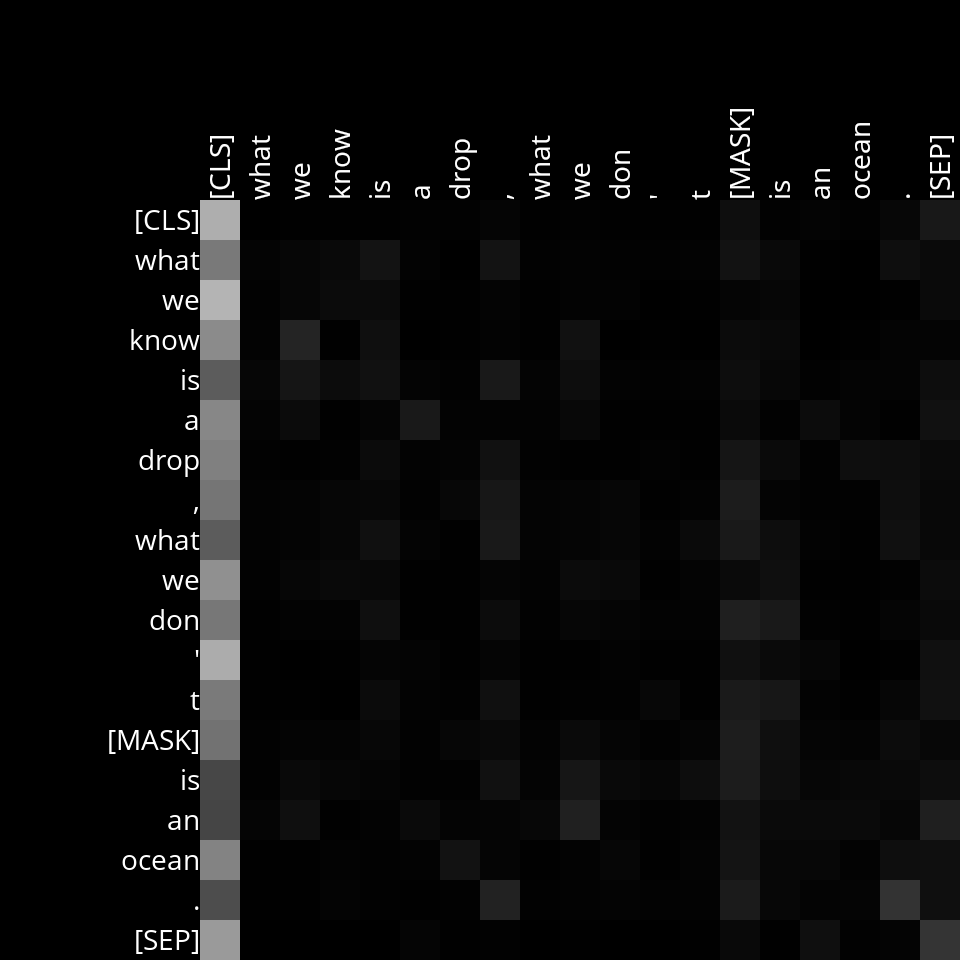 [CLS] what we know is a drop , what we don ' t [MASK] is an ocean . [SEP]
[CLS]
what
we
know
is
a
drop
,
what
we
don
'
t
[MASK]
is
an
ocean
.
[SEP]